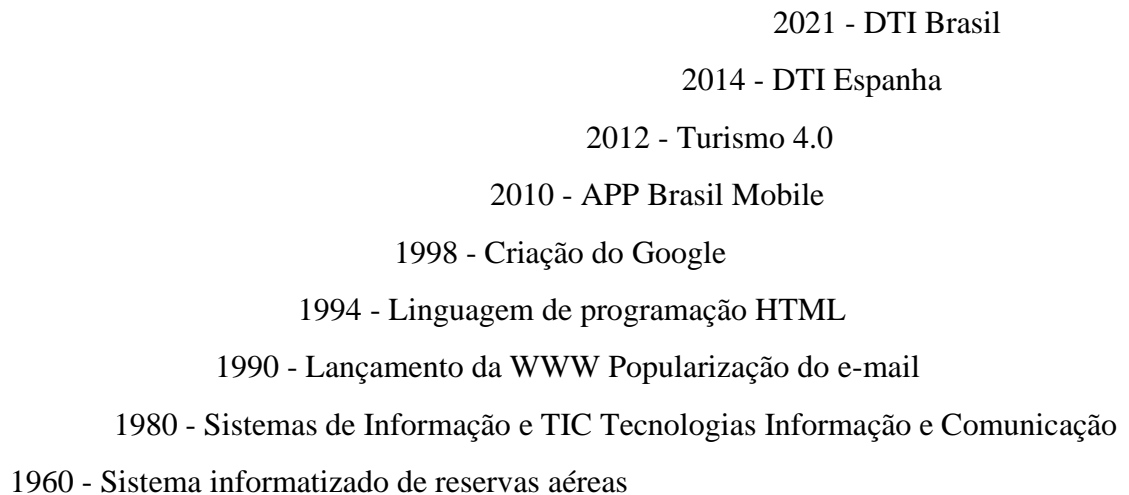 2021 - DTI Brasil
2014 - DTI Espanha
2012 - Turismo 4.0
2010 - APP Brasil Mobile
1998 - Criação do Google
1994 - Linguagem de programação HTML
1990 - Lançamento da WWW Popularização do e-mail
1980 - Sistemas de Informação e TIC Tecnologias Informação e Comunicação
1960 - Sistema informatizado de reservas aéreas